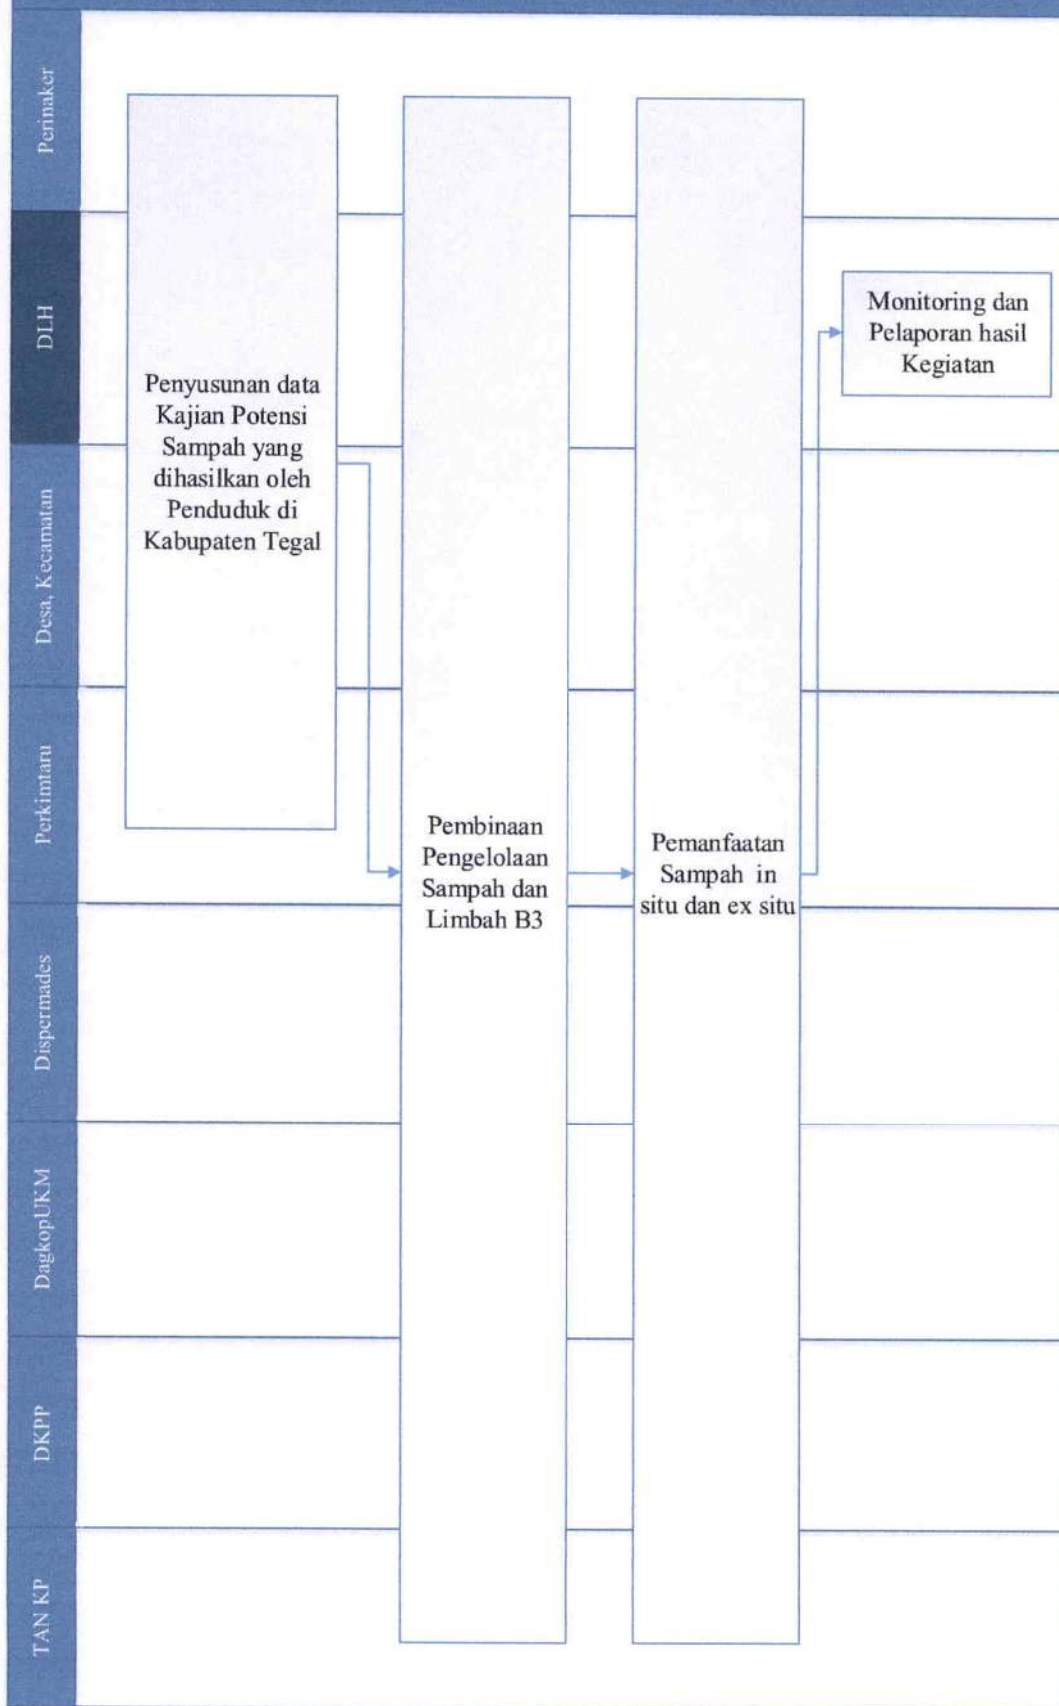 Perinaker
DLH
Desa, Kecamatan
Perkimtaru
Dispermades
DagkopUKM
DKPP
TAN KP
Penyusunan data
Kajian Potensi
Sampah yang
dihasilkan oleh
Penduduk di
Kabupaten Tegal
Pembinaan
Pengelolaan
Sampah dan
Limbah B3
Pemanfaatan
Sampah in
situ dan ex situ
Monitoring dan
Pelaporan hasil
Kegiatan